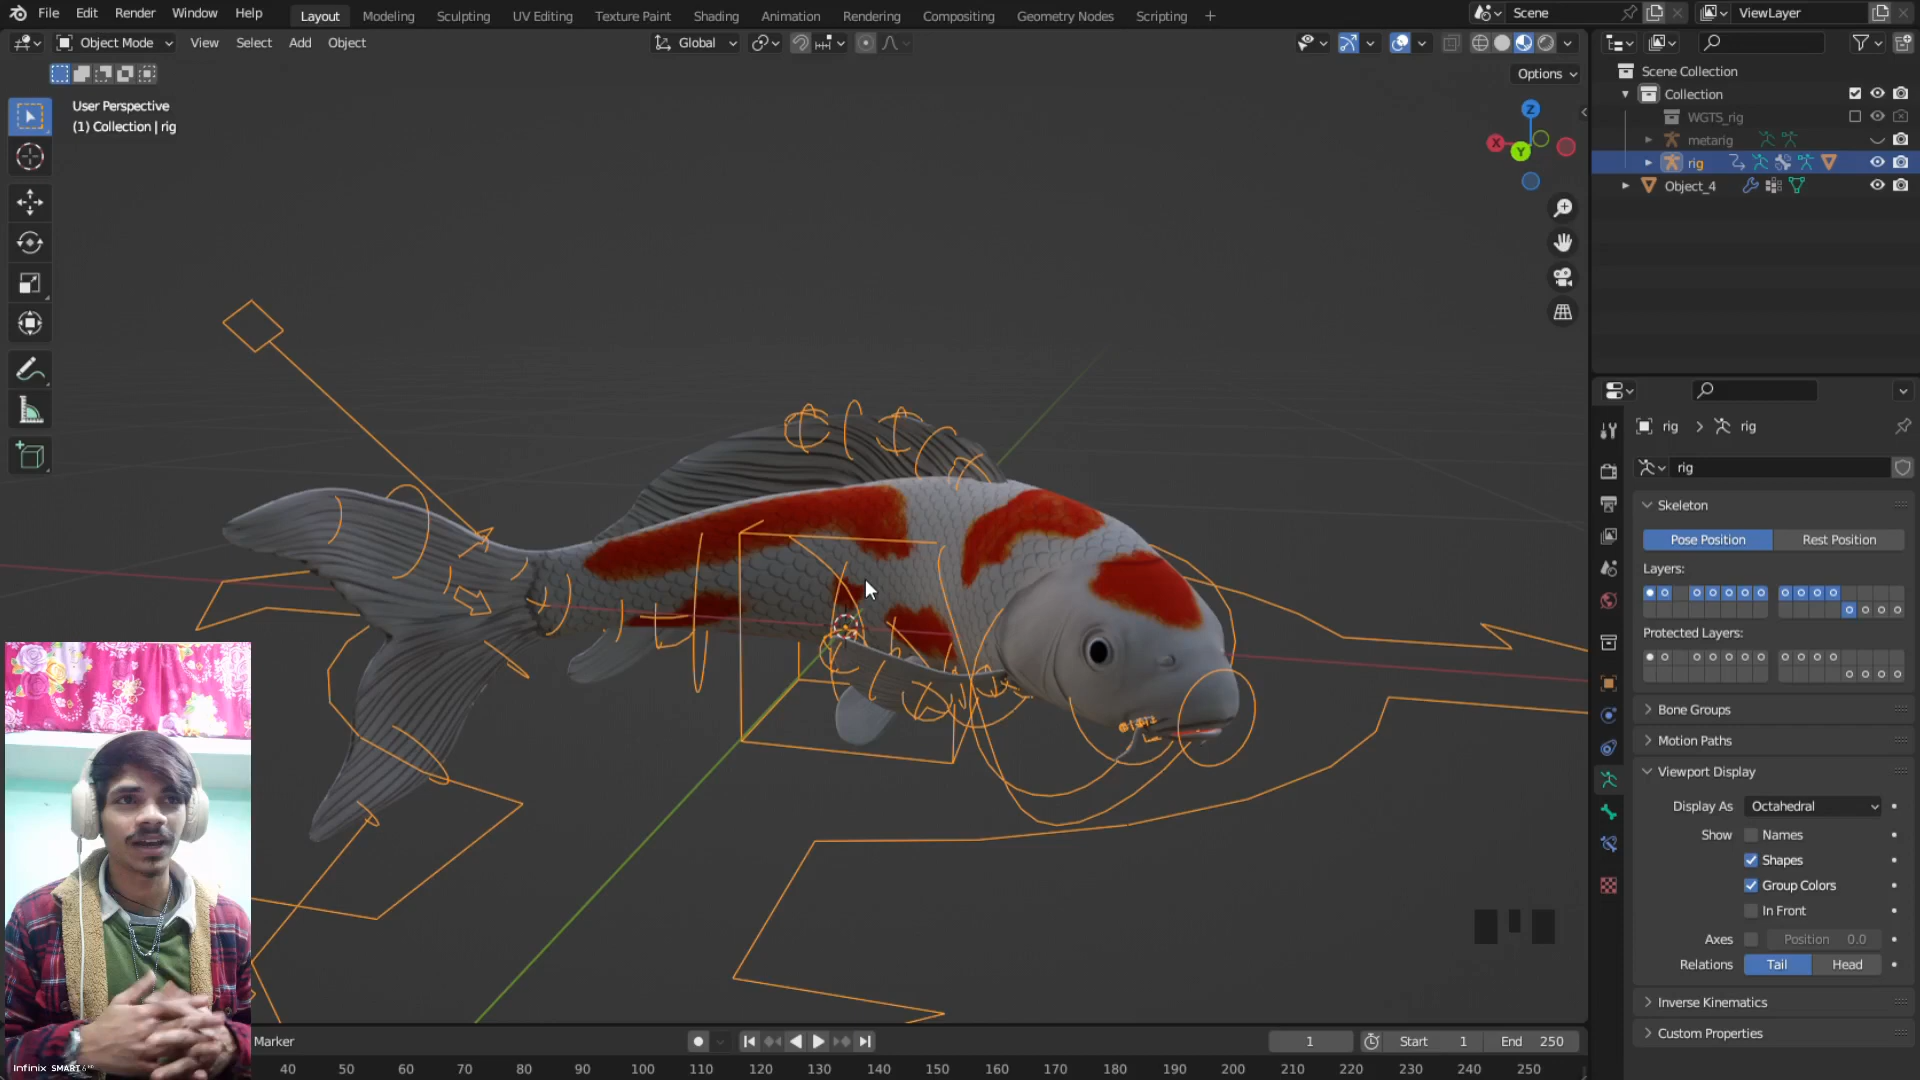 File Edit Render Window Help
Layout Modeling Sculpting UV Editing Texture Paint Shading Animation Rendering Compositing Geometry Nodes Scripting +
Scene
ViewLayer
Object Mode View Select Add Object
Global
Options
User Perspective
(1) Collection | rig
Z
X
Y
Scene Collection
Collection
WGTS_rig
metarig
rig
Object_4
rig > rig
rig
Skeleton
Pose Position Rest Position
Layers:
Protected Layers:
Bone Groups
Motion Paths
Viewport Display
Display As Octahedral
Show Names
Shapes
Group Colors
In Front
Axes Position 0.0
Relations Tail Head
Inverse Kinematics
Custom Properties
Marker
1 Start 1 End 250
40 50 60 70 80 90 100 110 120 130 140 150 160 170 180 190 200 210 220 230 240 250
Infinix SMART